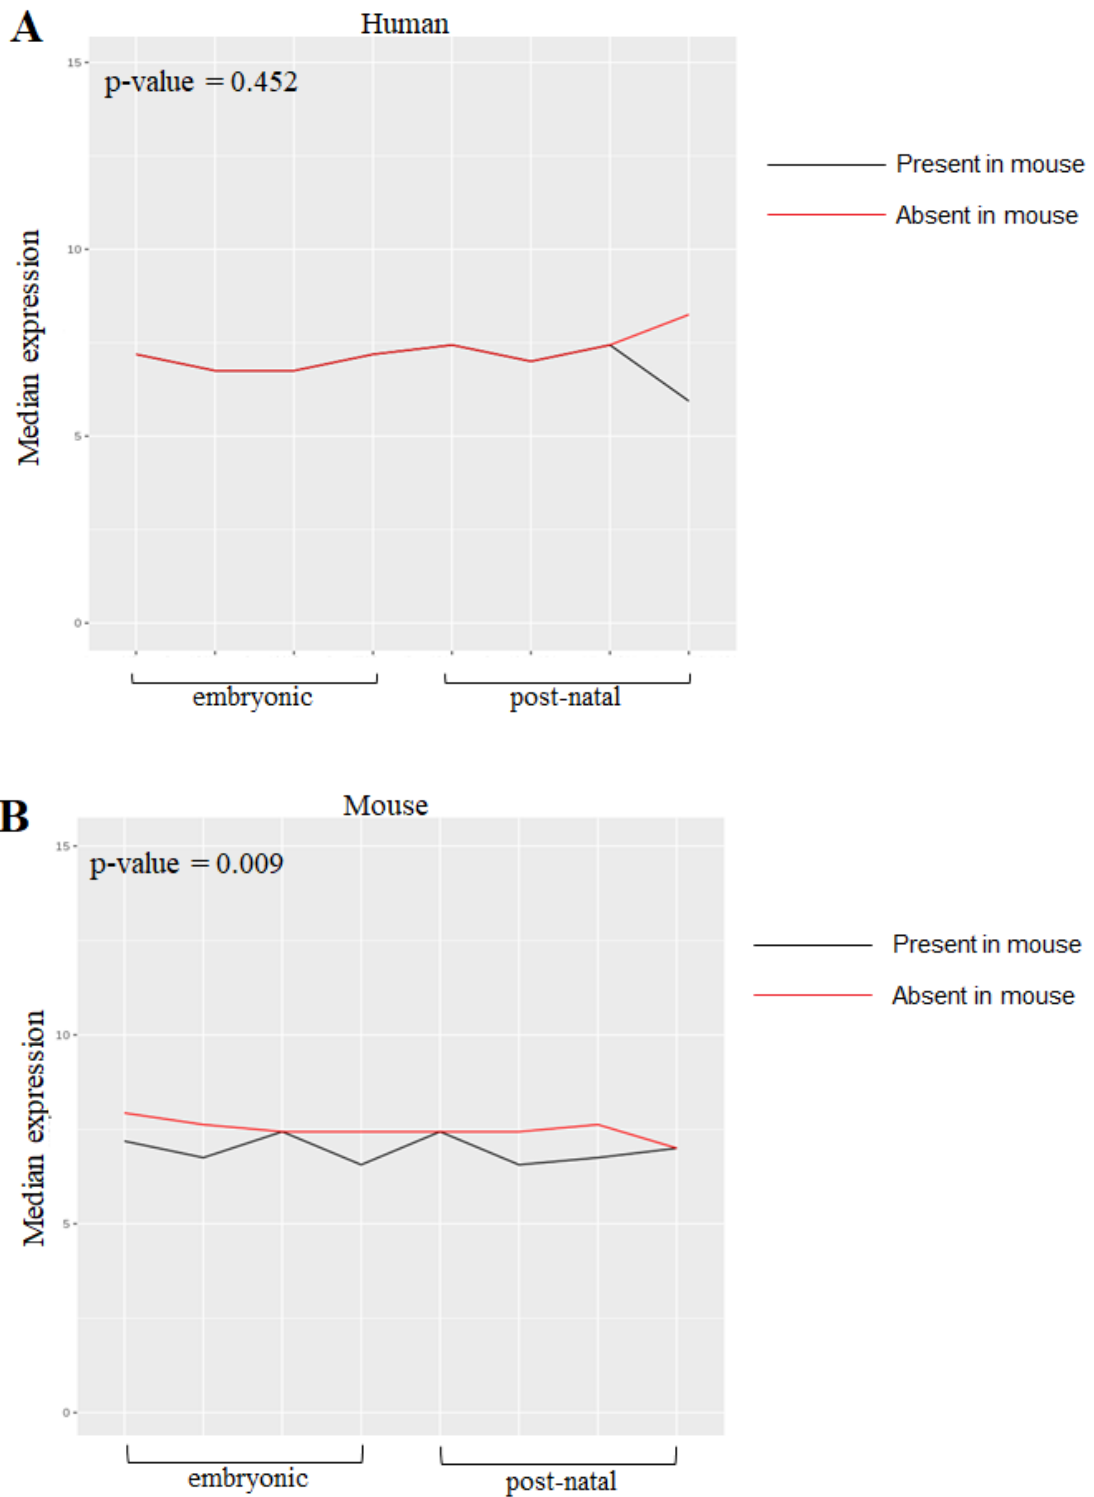 A
Human
p-value = 0.452
15
10
5
0
Median expression
Present in mouse
Absent in mouse
embryonic
post-natal
B
Mouse
p-value = 0.009
15
10
5
0
Median expression
Present in mouse
Absent in mouse
embryonic
post-natal